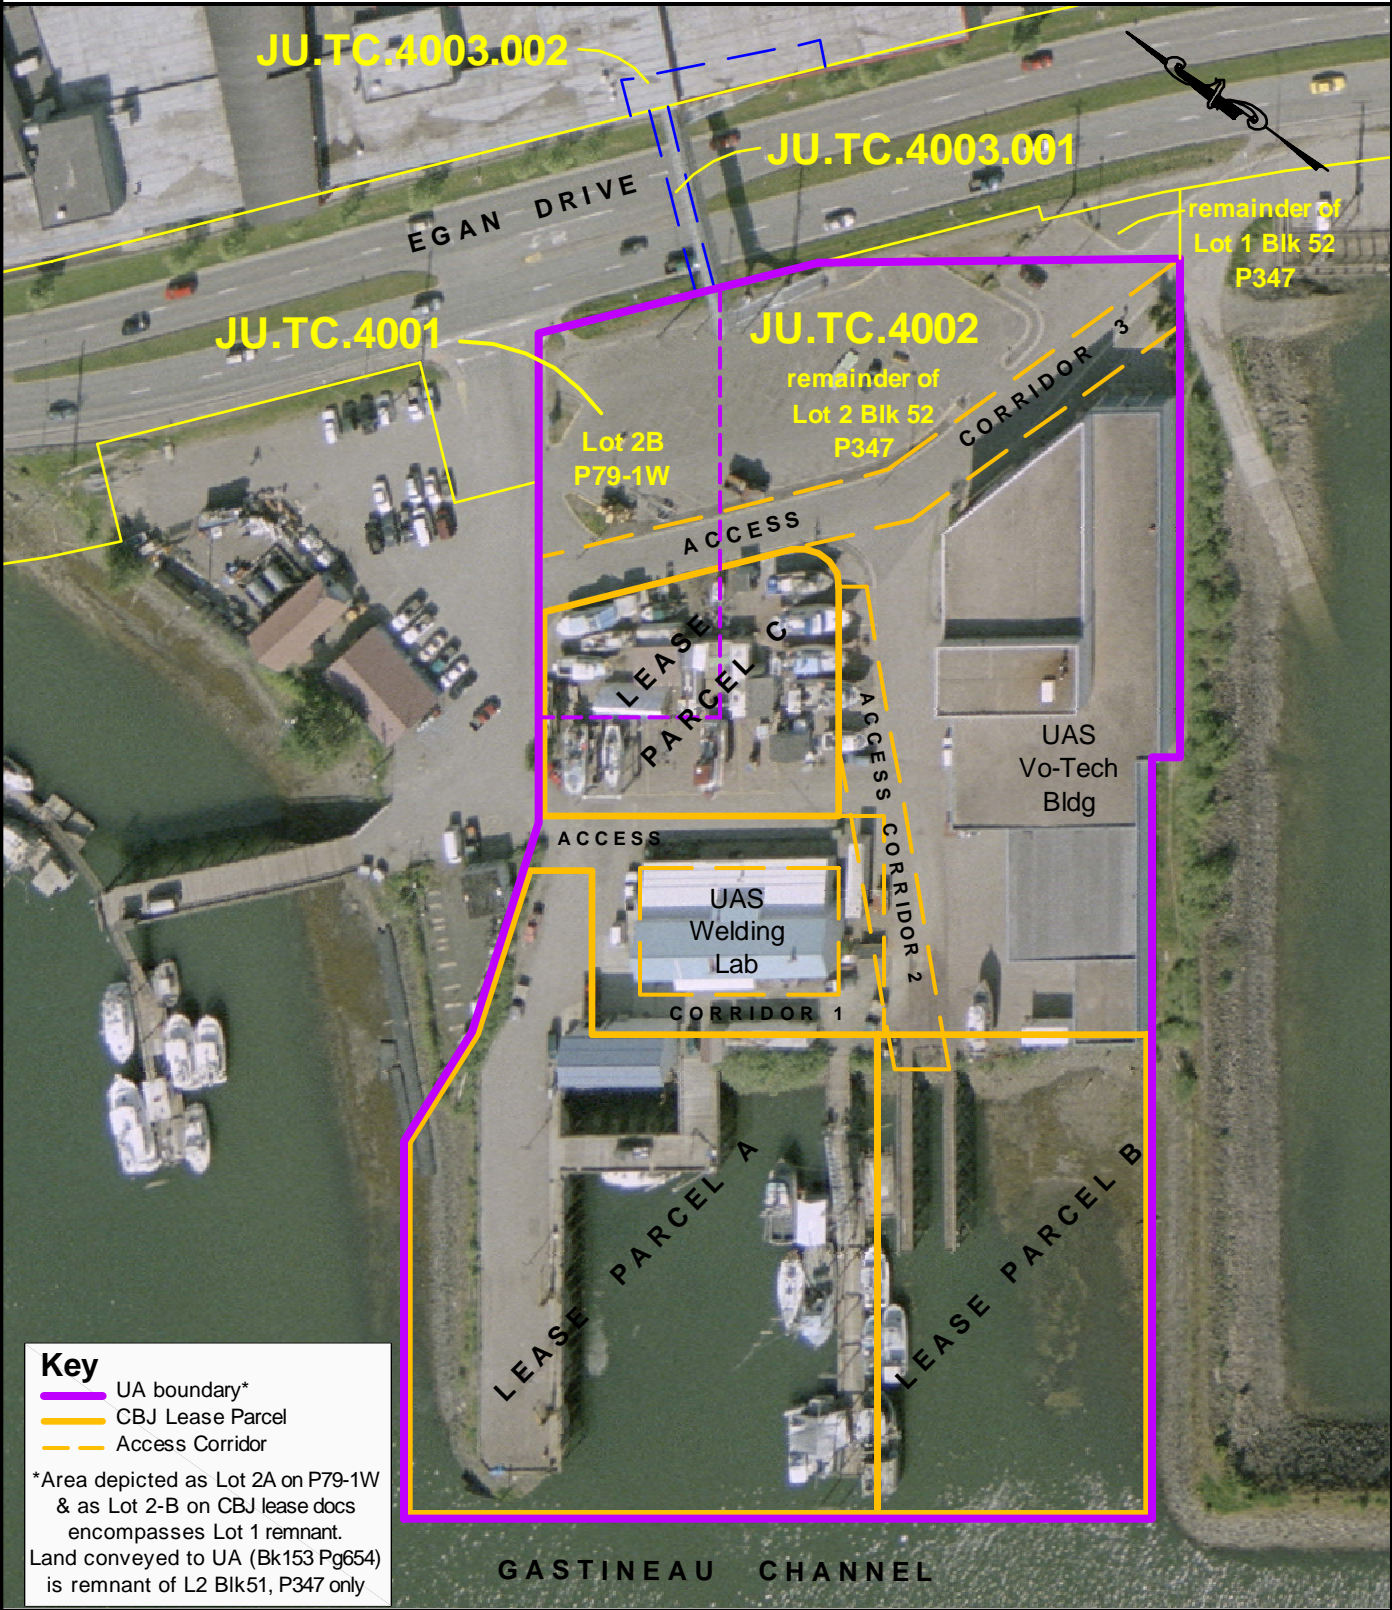 JU.TC.4003.002
JU.TC.4003.001
EGAN DRIVE
remainder of
Lot 1 Blk 52
P347
JU.TC.4001
JU.TC.4002
remainder of
Lot 2 Blk 52
P347
Lot 2B
P79-1W
CORRIDOR 3
ACCESS
LEASE
PARCEL C
ACCESS CORRIDOR 2
UAS
Vo-Tech
Bldg
ACCESS
UAS
Welding
Lab
CORRIDOR 1
LEASE PARCEL A
LEASE PARCEL B
Key
UA boundary*
CBJ Lease Parcel
Access Corridor
*Area depicted as Lot 2A on P79-1W
& as Lot 2-B on CBJ lease docs
encompasses Lot 1 remnant.
Land conveyed to UA (Bk153 Pg654)
is remnant of L2 Blk51, P347 only
GASTINEAU CHANNEL